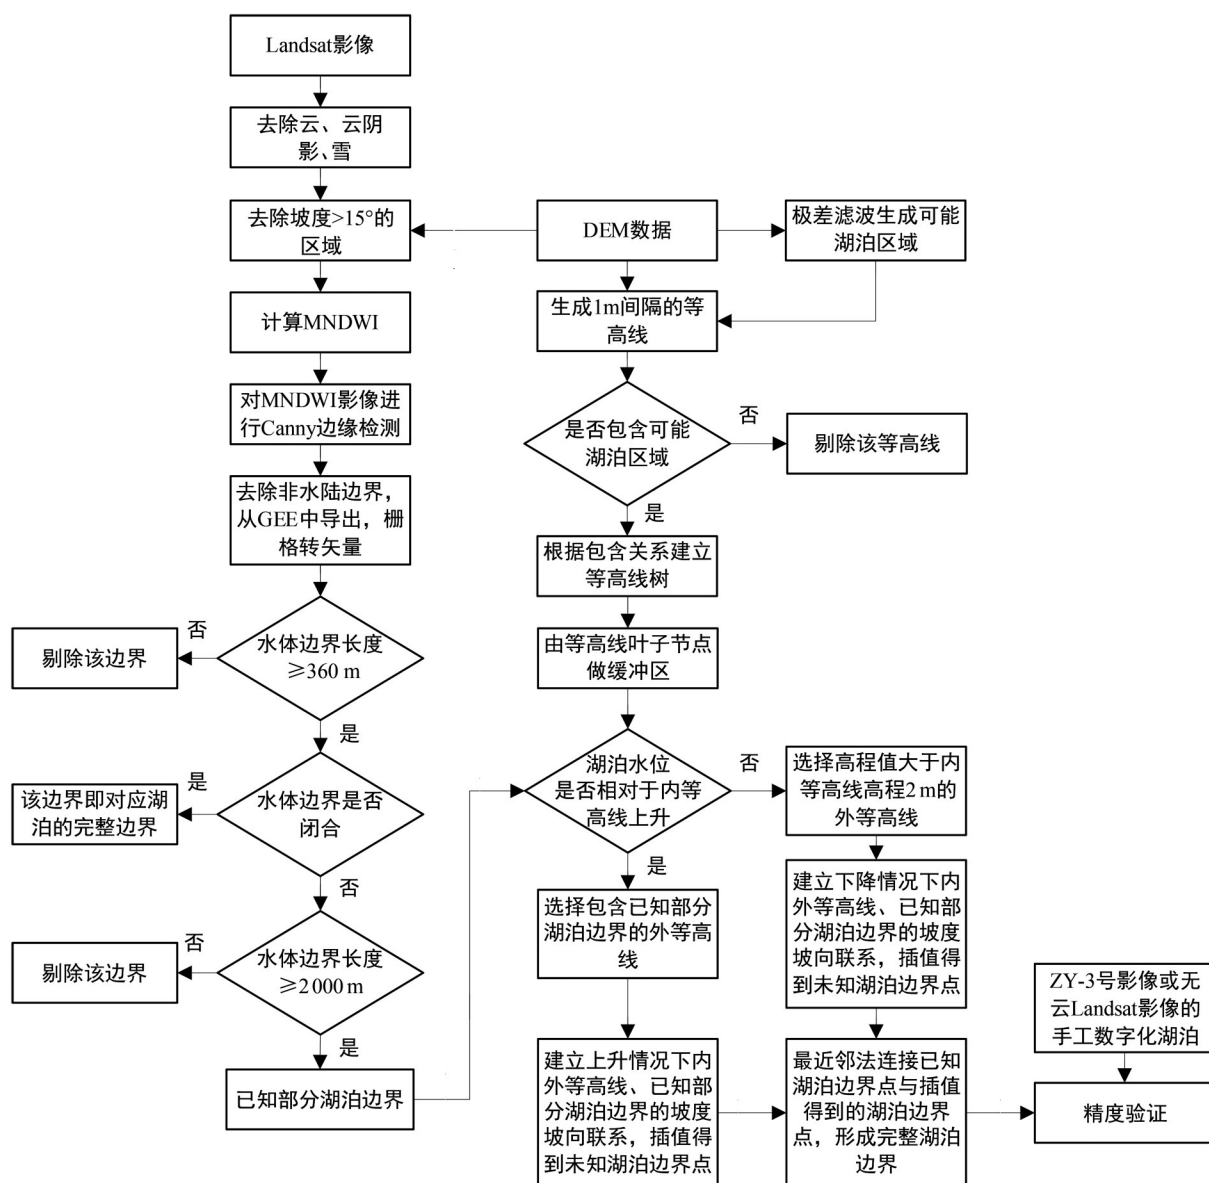 Landsat影像
去除云、云阴
影、雪
去除坡度>15°的
区域
DEM数据
极差滤波生成可能
湖泊区域
计算MNDWI
生成1m间隔的等
高线
对MNDWI影像进
行Canny边缘检测
是否包含可能
湖泊区域
否
剔除该等高线
是
去除非水陆边界，
从GEE中导出，栅
格转矢量
根据包含关系建立
等高线树
水体边界长度
≥360 m
否
剔除该边界
是
由等高线叶子节点
做缓冲区
水体边界是否
闭合
是
该边界即对应湖
泊的完整边界
否
湖泊水位
是否相对于内等
高线上升
否
选择高程值大于内
等高线高程2 m的
外等高线
是
水体边界长度
≥2 000 m
否
剔除该边界
是
已知部分湖泊边界
选择包含已知部分
湖泊边界的外等高
线
建立下降情况下内
外等高线、已知部
分湖泊边界的坡度
坡向联系，插值得
到未知湖泊边界点
建立上升情况下内
外等高线、已知部
分湖泊边界的坡度
坡向联系，插值得
到未知湖泊边界点
最近邻法连接已知
湖泊边界点与插值
得到的湖泊边界
点，形成完整湖泊
边界
ZY-3号影像或无
云Landsat影像的
手工数字化湖泊
精度验证